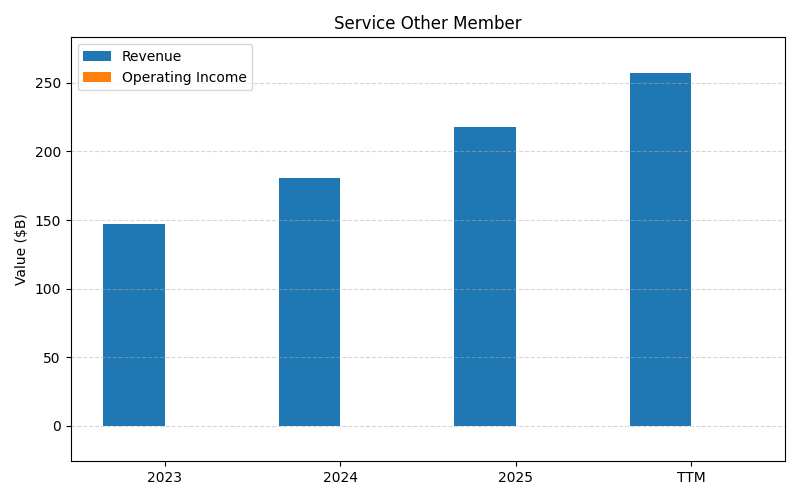 Service Other Member
Revenue
Operating Income
Value ($B)
250
200
150
100
50
0
2023 2024 2025 TTM